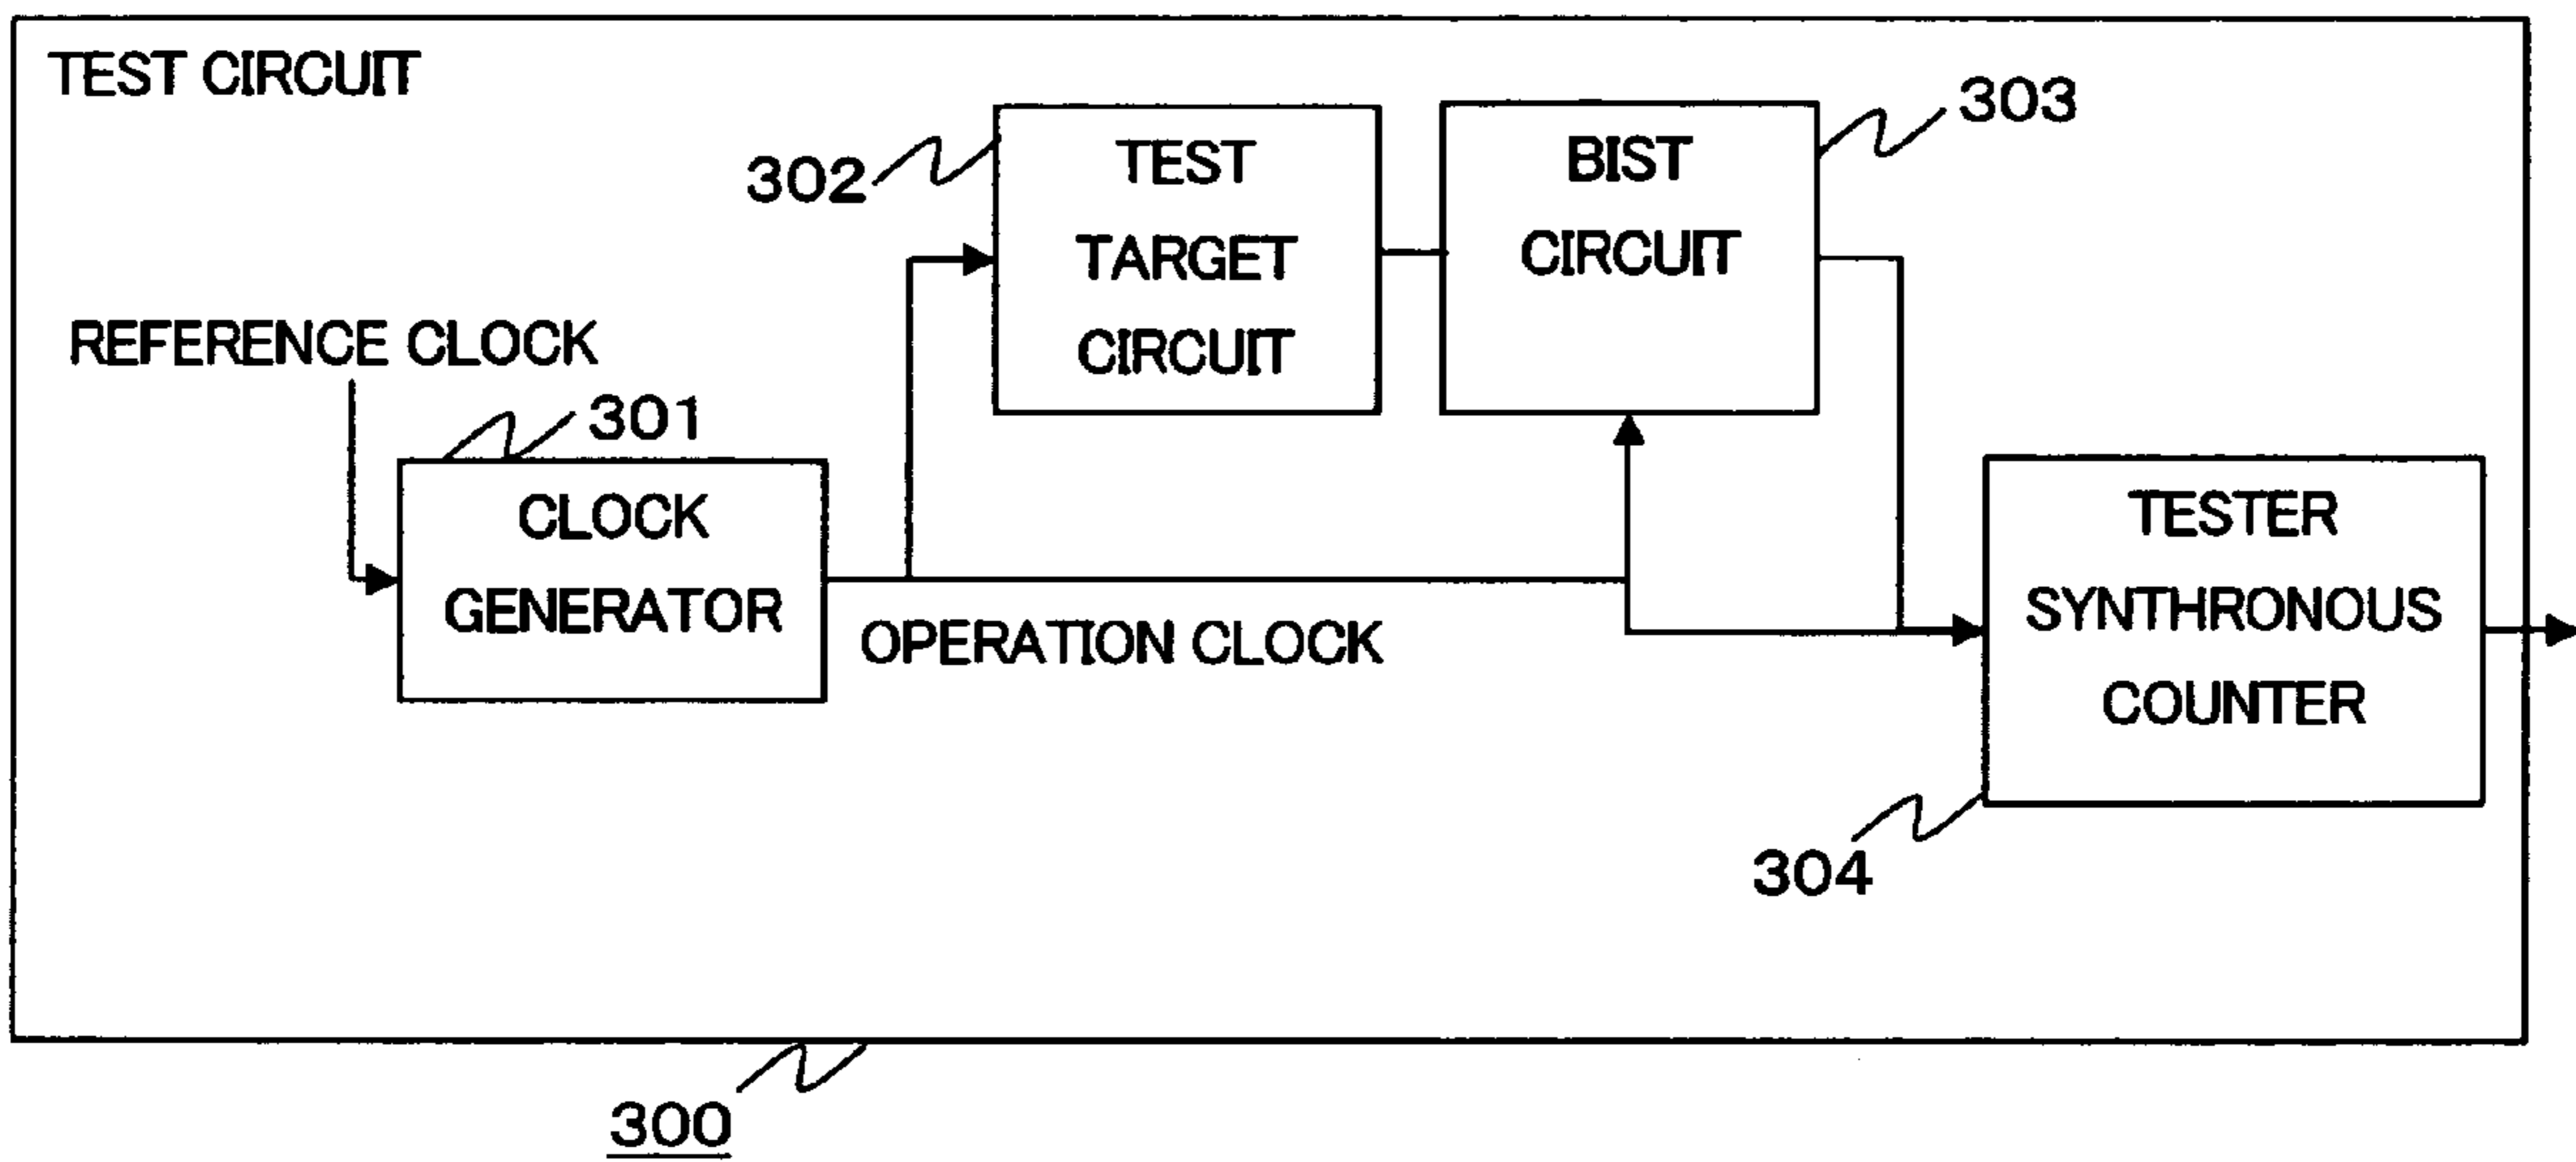 TEST CIRCUIT
303
302
TEST
TARGET
CIRCUIT
BIST
CIRCUIT
REFERENCE CLOCK
301
CLOCK
GENERATOR
OPERATION CLOCK
TESTER
SYNTHRONOUS
COUNTER
304
300